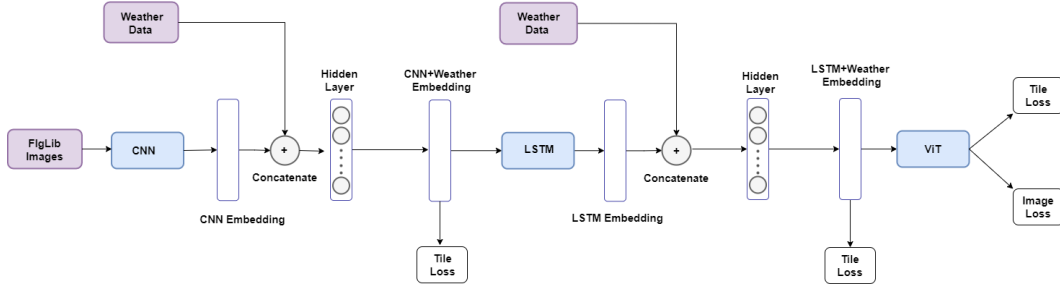 Weather
Data
FIgLib
Images
CNN
CNN Embedding
+
Concatenate
Hidden
Layer
CNN+Weather
Embedding
Tile
Loss
LSTM
LSTM Embedding
Weather
Data
+
Concatenate
Hidden
Layer
LSTM+Weather
Embedding
Tile
Loss
ViT
Tile
Loss
Image
Loss